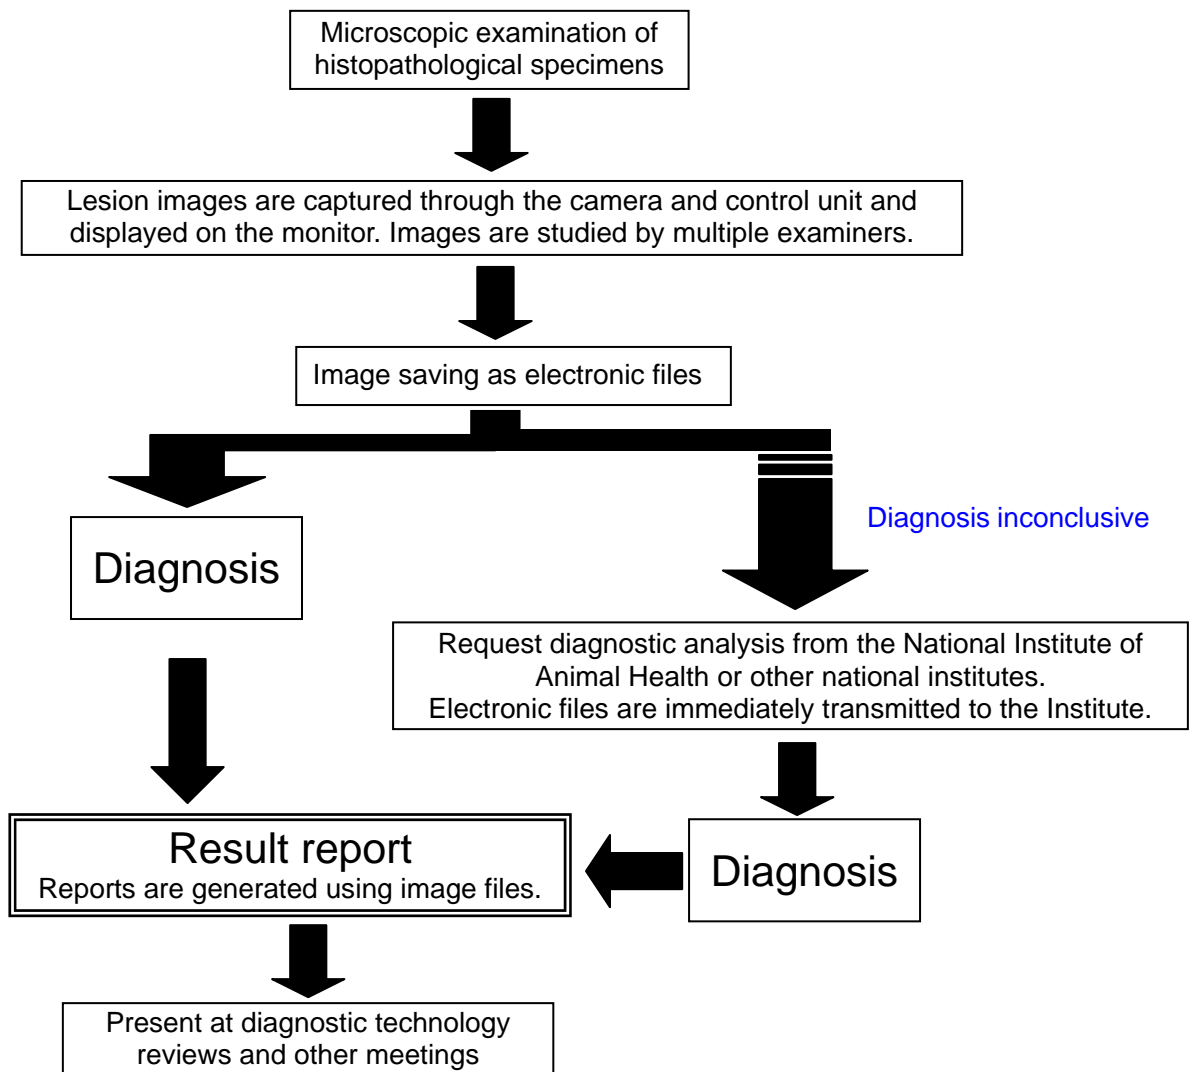 Microscopic examination of
histopathological specimens
Lesion images are captured through the camera and control unit and
displayed on the monitor. Images are studied by multiple examiners.
Image saving as electronic files
Diagnosis inconclusive
Diagnosis
Request diagnostic analysis from the National Institute of
Animal Health or other national institutes.
Electronic files are immediately transmitted to the Institute.
Result report
Reports are generated using image files.
Diagnosis
Present at diagnostic technology
reviews and other meetings